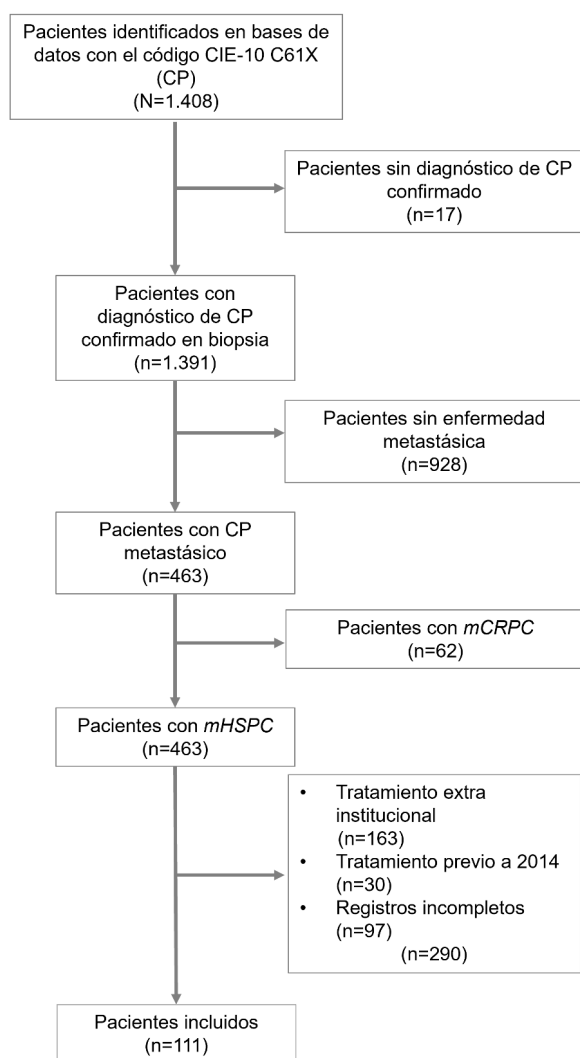 Pacientes identificados en bases de
datos con el código CIE-10 C61X
(CP)
(N=1.408)
Pacientes sin diagnóstico de CP
confirmado
(n=17)
Pacientes con
diagnóstico de CP
confirmado en biopsia
(n=1.391)
Pacientes sin enfermedad
metastásica
(n=928)
Pacientes con CP
metastásico
(n=463)
Pacientes con mCRPC
(n=62)
Pacientes con mHSPC
(n=463)
• Tratamiento extra
institucional
(n=163)
• Tratamiento previo a 2014
(n=30)
• Registros incompletos
(n=97)
(n=290)
Pacientes incluidos
(n=111)